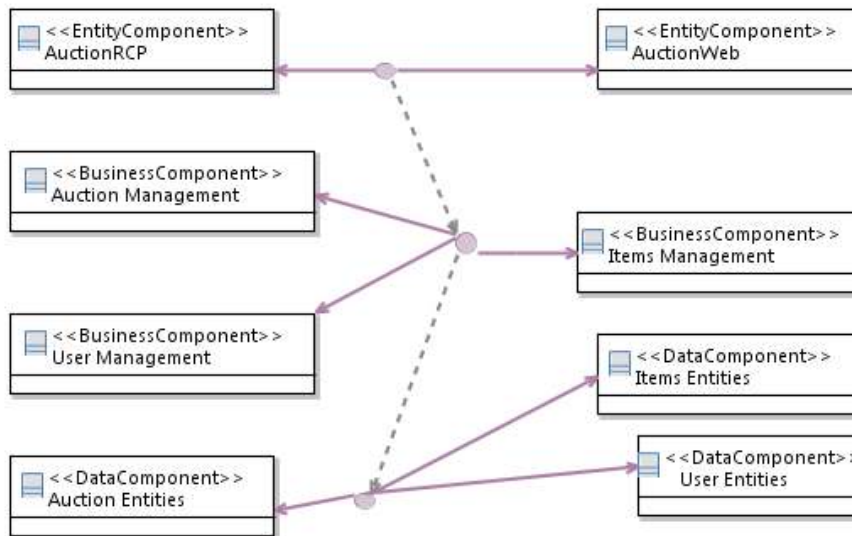 <<EntityComponent>>
AuctionRCP
<<EntityComponent>>
AuctionWeb
<<BusinessComponent>>
Auction Management
<<BusinessComponent>>
Items Management
<<BusinessComponent>>
User Management
<<DataComponent>>
Items Entities
<<DataComponent>>
Auction Entities
<<DataComponent>>
User Entities